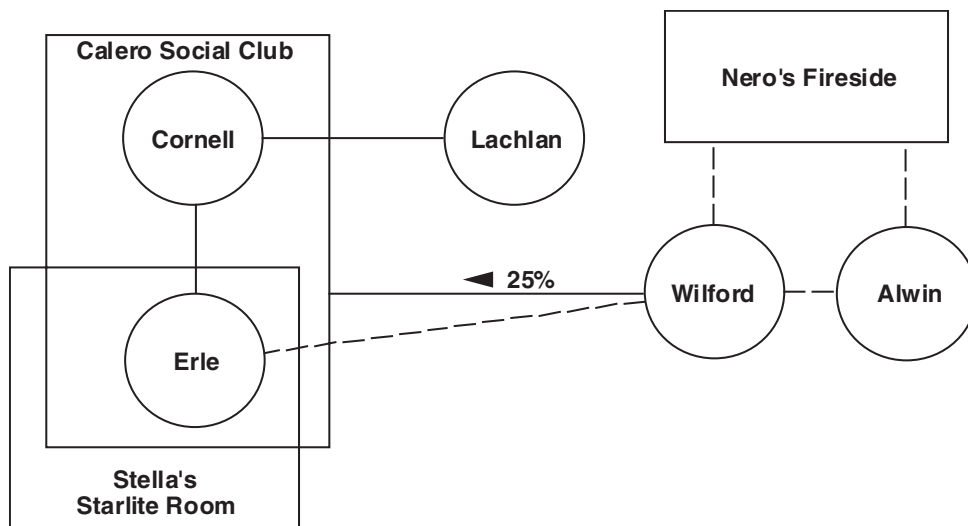 Calero Social Club
Nero's Fireside
Cornell
Lachlan
25%
Wilford
Alwin
Erle
Stella's
Starlite Room